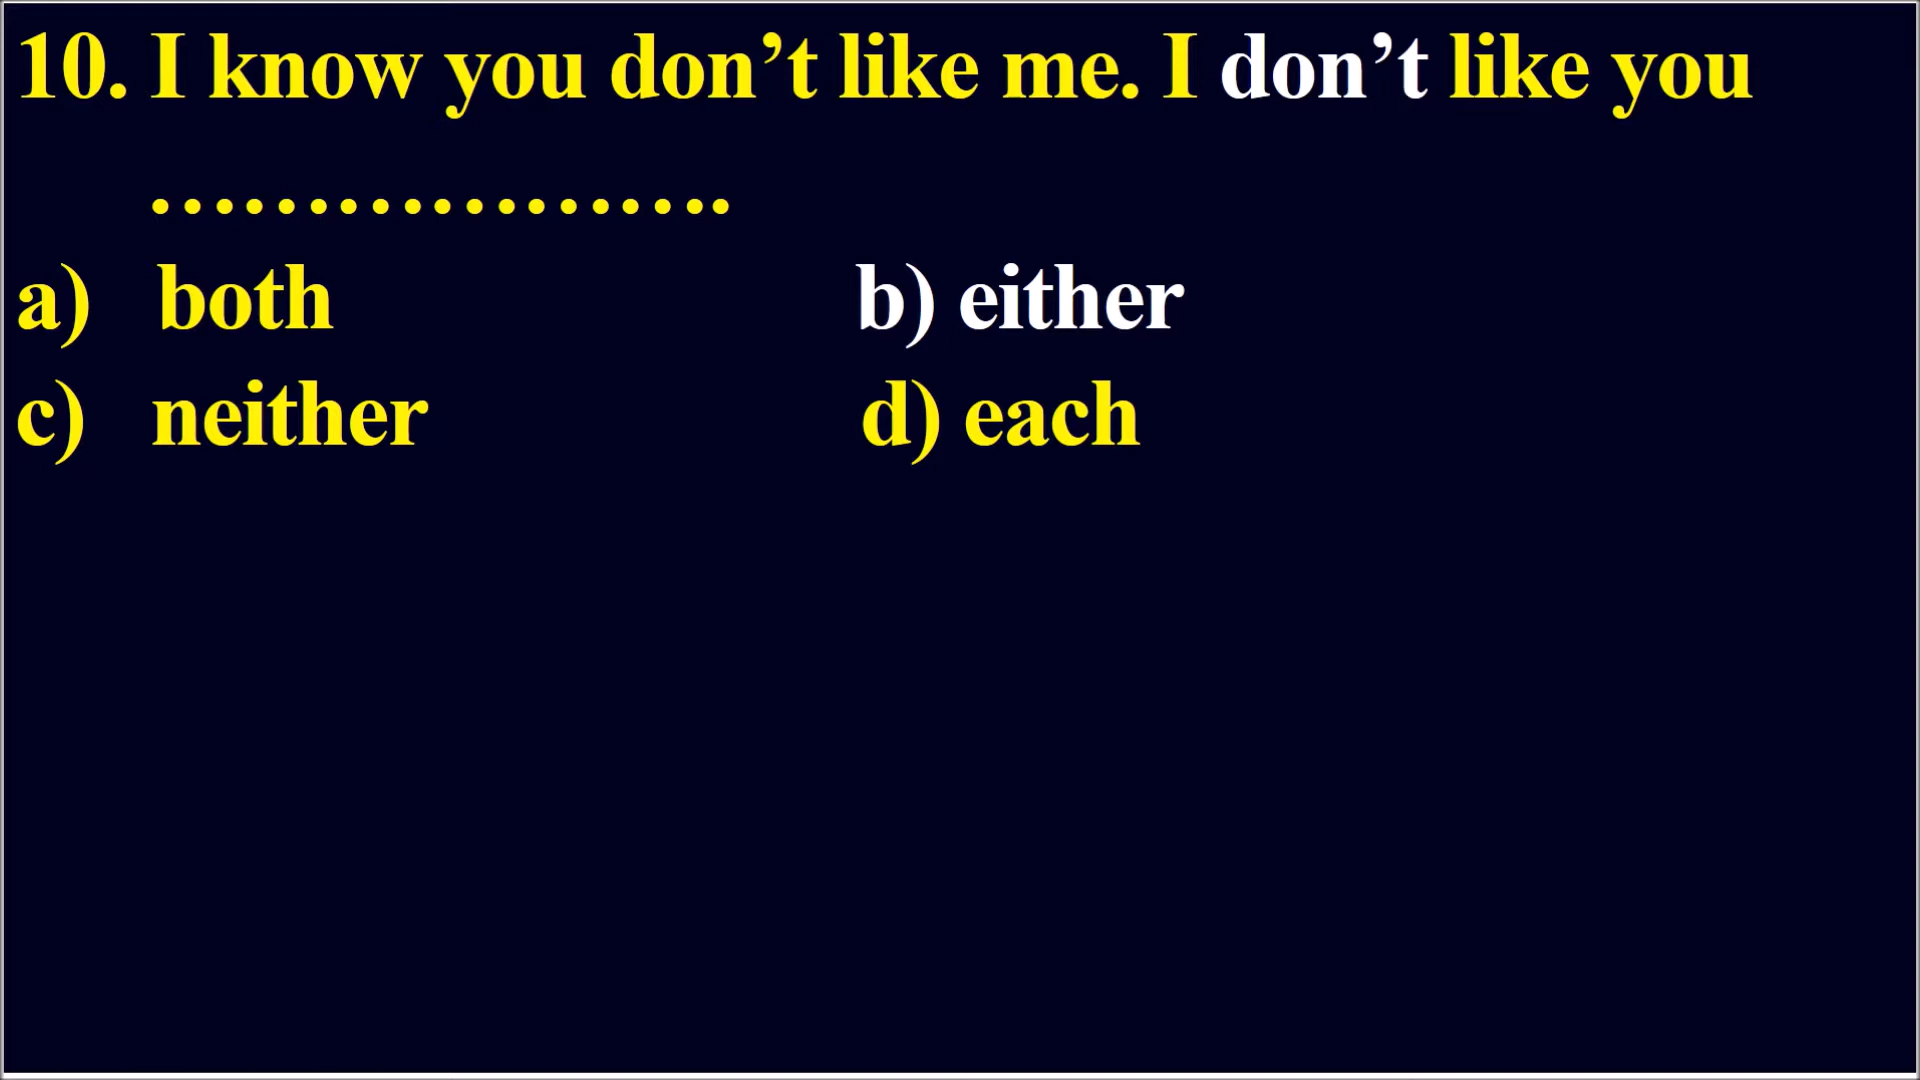 10. I know you don’t like me. I don’t like you
...................
a) both b) either
c) neither d) each